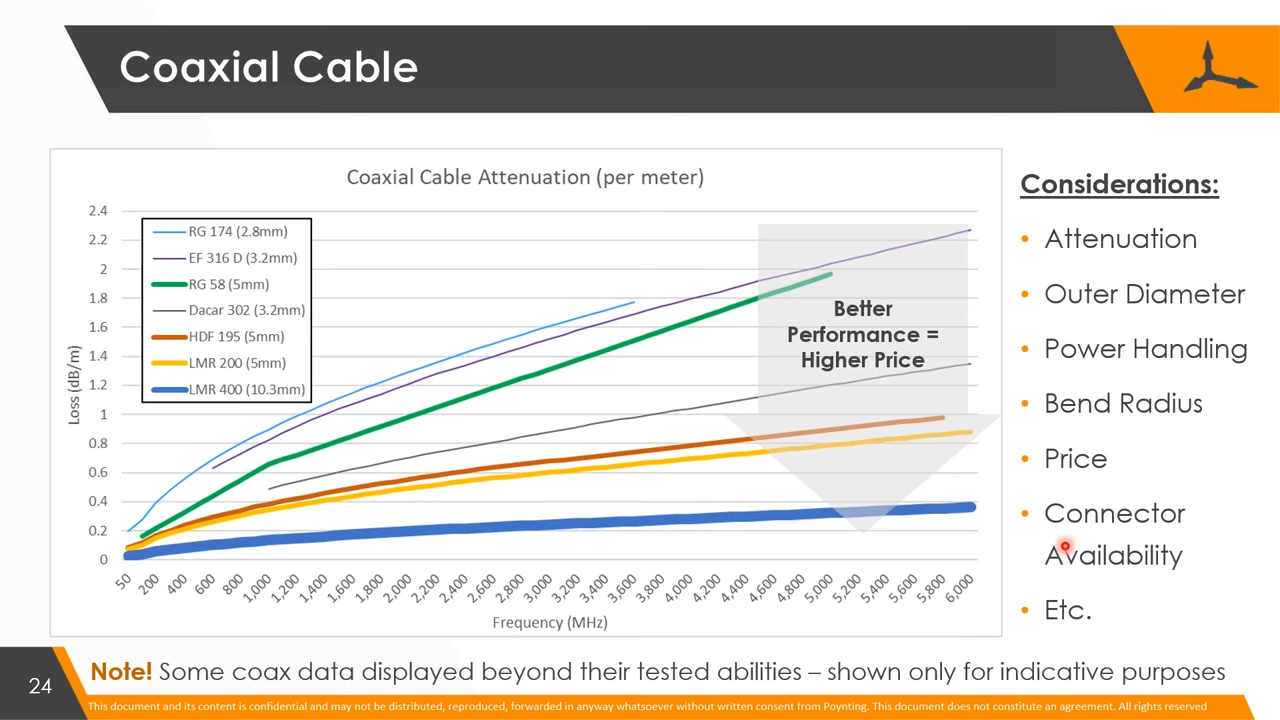 Coaxial Cable
Coaxial Cable Attenuation (per meter)
2.4
2.2
2
1.8
1.6
1.4
1.2
1
0.8
0.6
0.4
0.2
0
Loss (dB/m)
RG 174 (2.8mm)
EF 316 D (3.2mm)
RG 58 (5mm)
Dacar 302 (3.2mm)
HDF 195 (5mm)
LMR 200 (5mm)
LMR 400 (10.3mm)
Better
Performance =
Higher Price
50 200 400 600 800 1,000 1,200 1,400 1,600 1,800 2,000 2,200 2,400 2,600 2,800 3,000 3,200 3,400 3,600 3,800 4,000 4,200 4,400 4,600 4,800 5,000 5,200 5,400 5,600 5,800 6,000
Frequency (MHz)
Considerations:
• Attenuation
• Outer Diameter
• Power Handling
• Bend Radius
• Price
• Connector
Availability
• Etc.
24
Note! Some coax data displayed beyond their tested abilities – shown only for indicative purposes
This document and its content is confidential and may not be distributed, reproduced, forwarded in anyway whatsoever without written consent from Poynting. This document does not constitute an agreement. All rights reserved